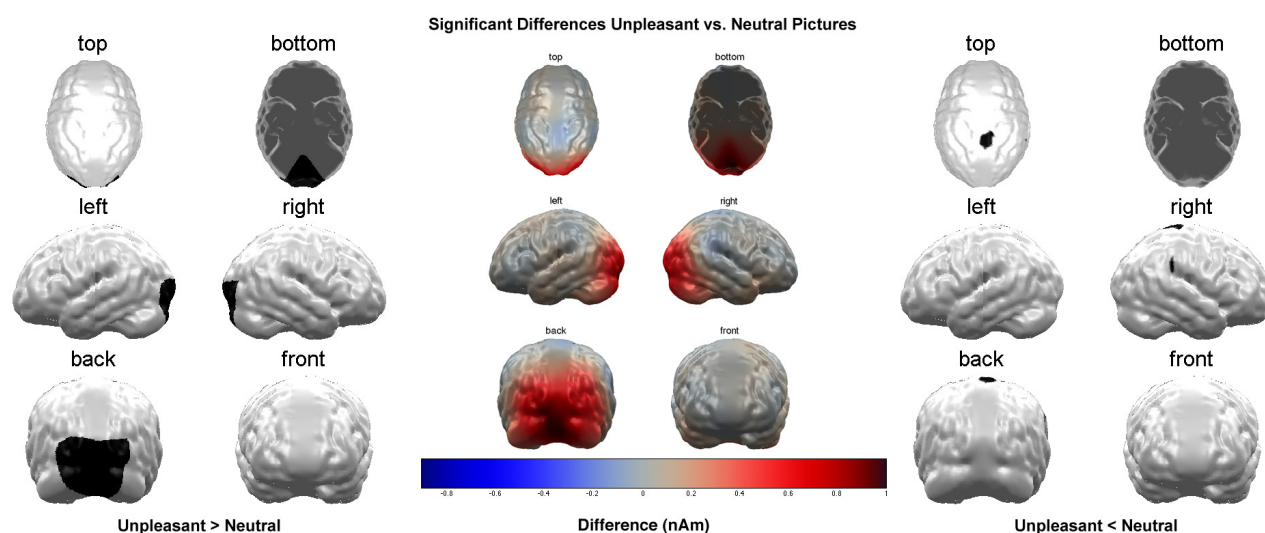 Significant Differences Unpleasant vs. Neutral Pictures
top
bottom
left
right
back
front
Unpleasant > Neutral
top
bottom
left
right
back
front
-0.8 -0.6 -0.4 -0.2 0 0.2 0.4 0.6 0.8 1
Difference (nAm)
top
bottom
left
right
back
front
Unpleasant < Neutral